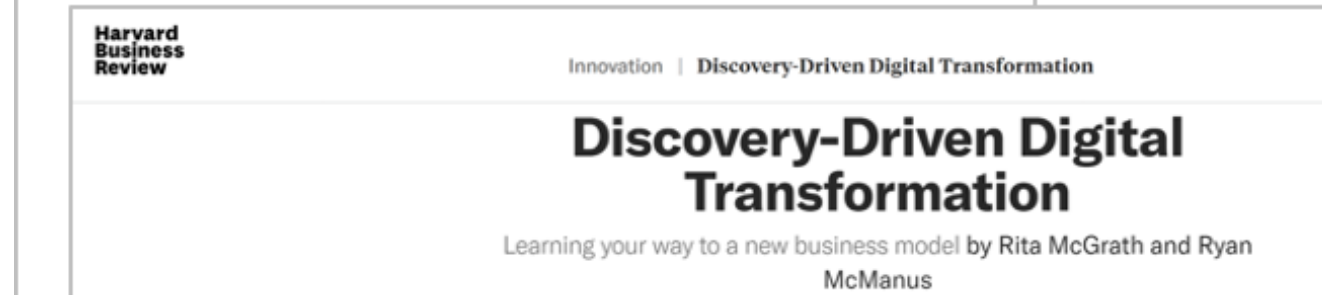 Harvard
Business
Review
Innovation | Discovery-Driven Digital Transformation
Discovery-Driven Digital
Transformation
Learning your way to a new business model by Rita McGrath and Ryan
McManus